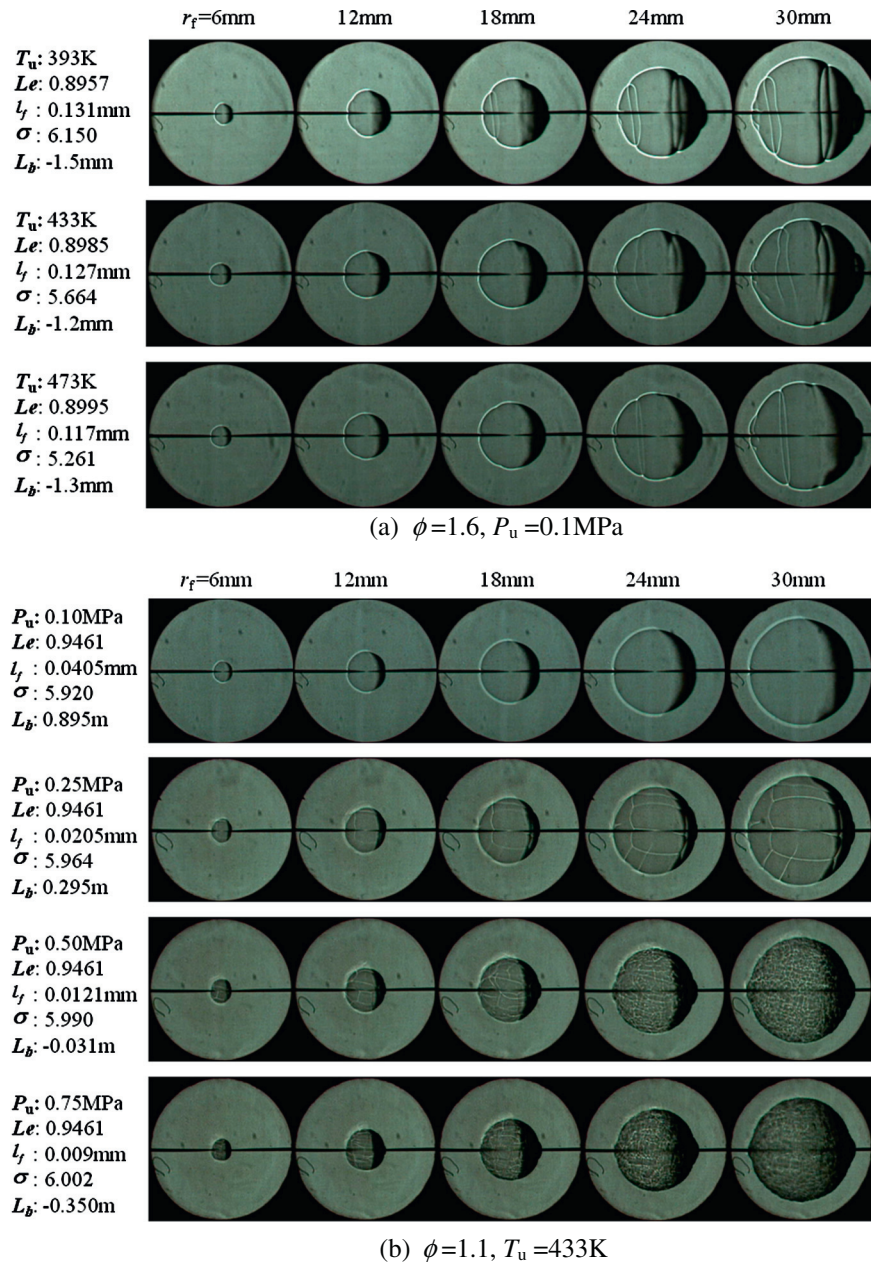 r_f=6mm 12mm 18mm 24mm 30mm
T_u: 393K
Le: 0.8957
l_f : 0.131mm
σ : 6.150
L_b: -1.5mm
T_u: 433K
Le: 0.8985
l_f : 0.127mm
σ : 5.664
L_b: -1.2mm
T_u: 473K
Le: 0.8995
l_f : 0.117mm
σ : 5.261
L_b: -1.3mm
(a) ϕ=1.6, P_u =0.1MPa
r_f=6mm 12mm 18mm 24mm 30mm
P_u: 0.10MPa
Le: 0.9461
l_f : 0.0405mm
σ : 5.920
L_b: 0.895m
P_u: 0.25MPa
Le: 0.9461
l_f : 0.0205mm
σ : 5.964
L_b: 0.295m
P_u: 0.50MPa
Le: 0.9461
l_f : 0.0121mm
σ : 5.990
L_b: -0.031m
P_u: 0.75MPa
Le: 0.9461
l_f : 0.009mm
σ : 6.002
L_b: -0.350m
(b) ϕ=1.1, T_u =433K